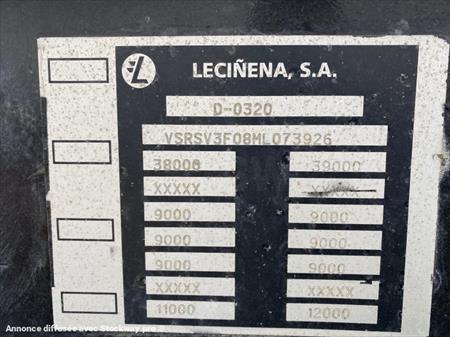 LECIÑENA, S.A.
D-0320
VSRSV3F08ML073926
38000 39000
XXXXX XXXXX
9000 9000
9000 9000
9000 9000
XXXXX XXXXX
11000 12000
Annonce diffusée avec Stockway.pro ®